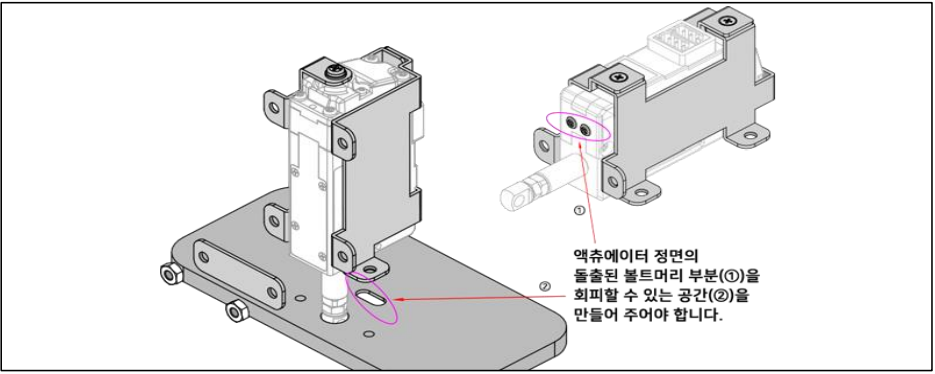 ①
②
액츄에이터 정면의
돌출된 볼트머리 부분(①)을
회피할 수 있는 공간(②)을
만들어 주어야 합니다.